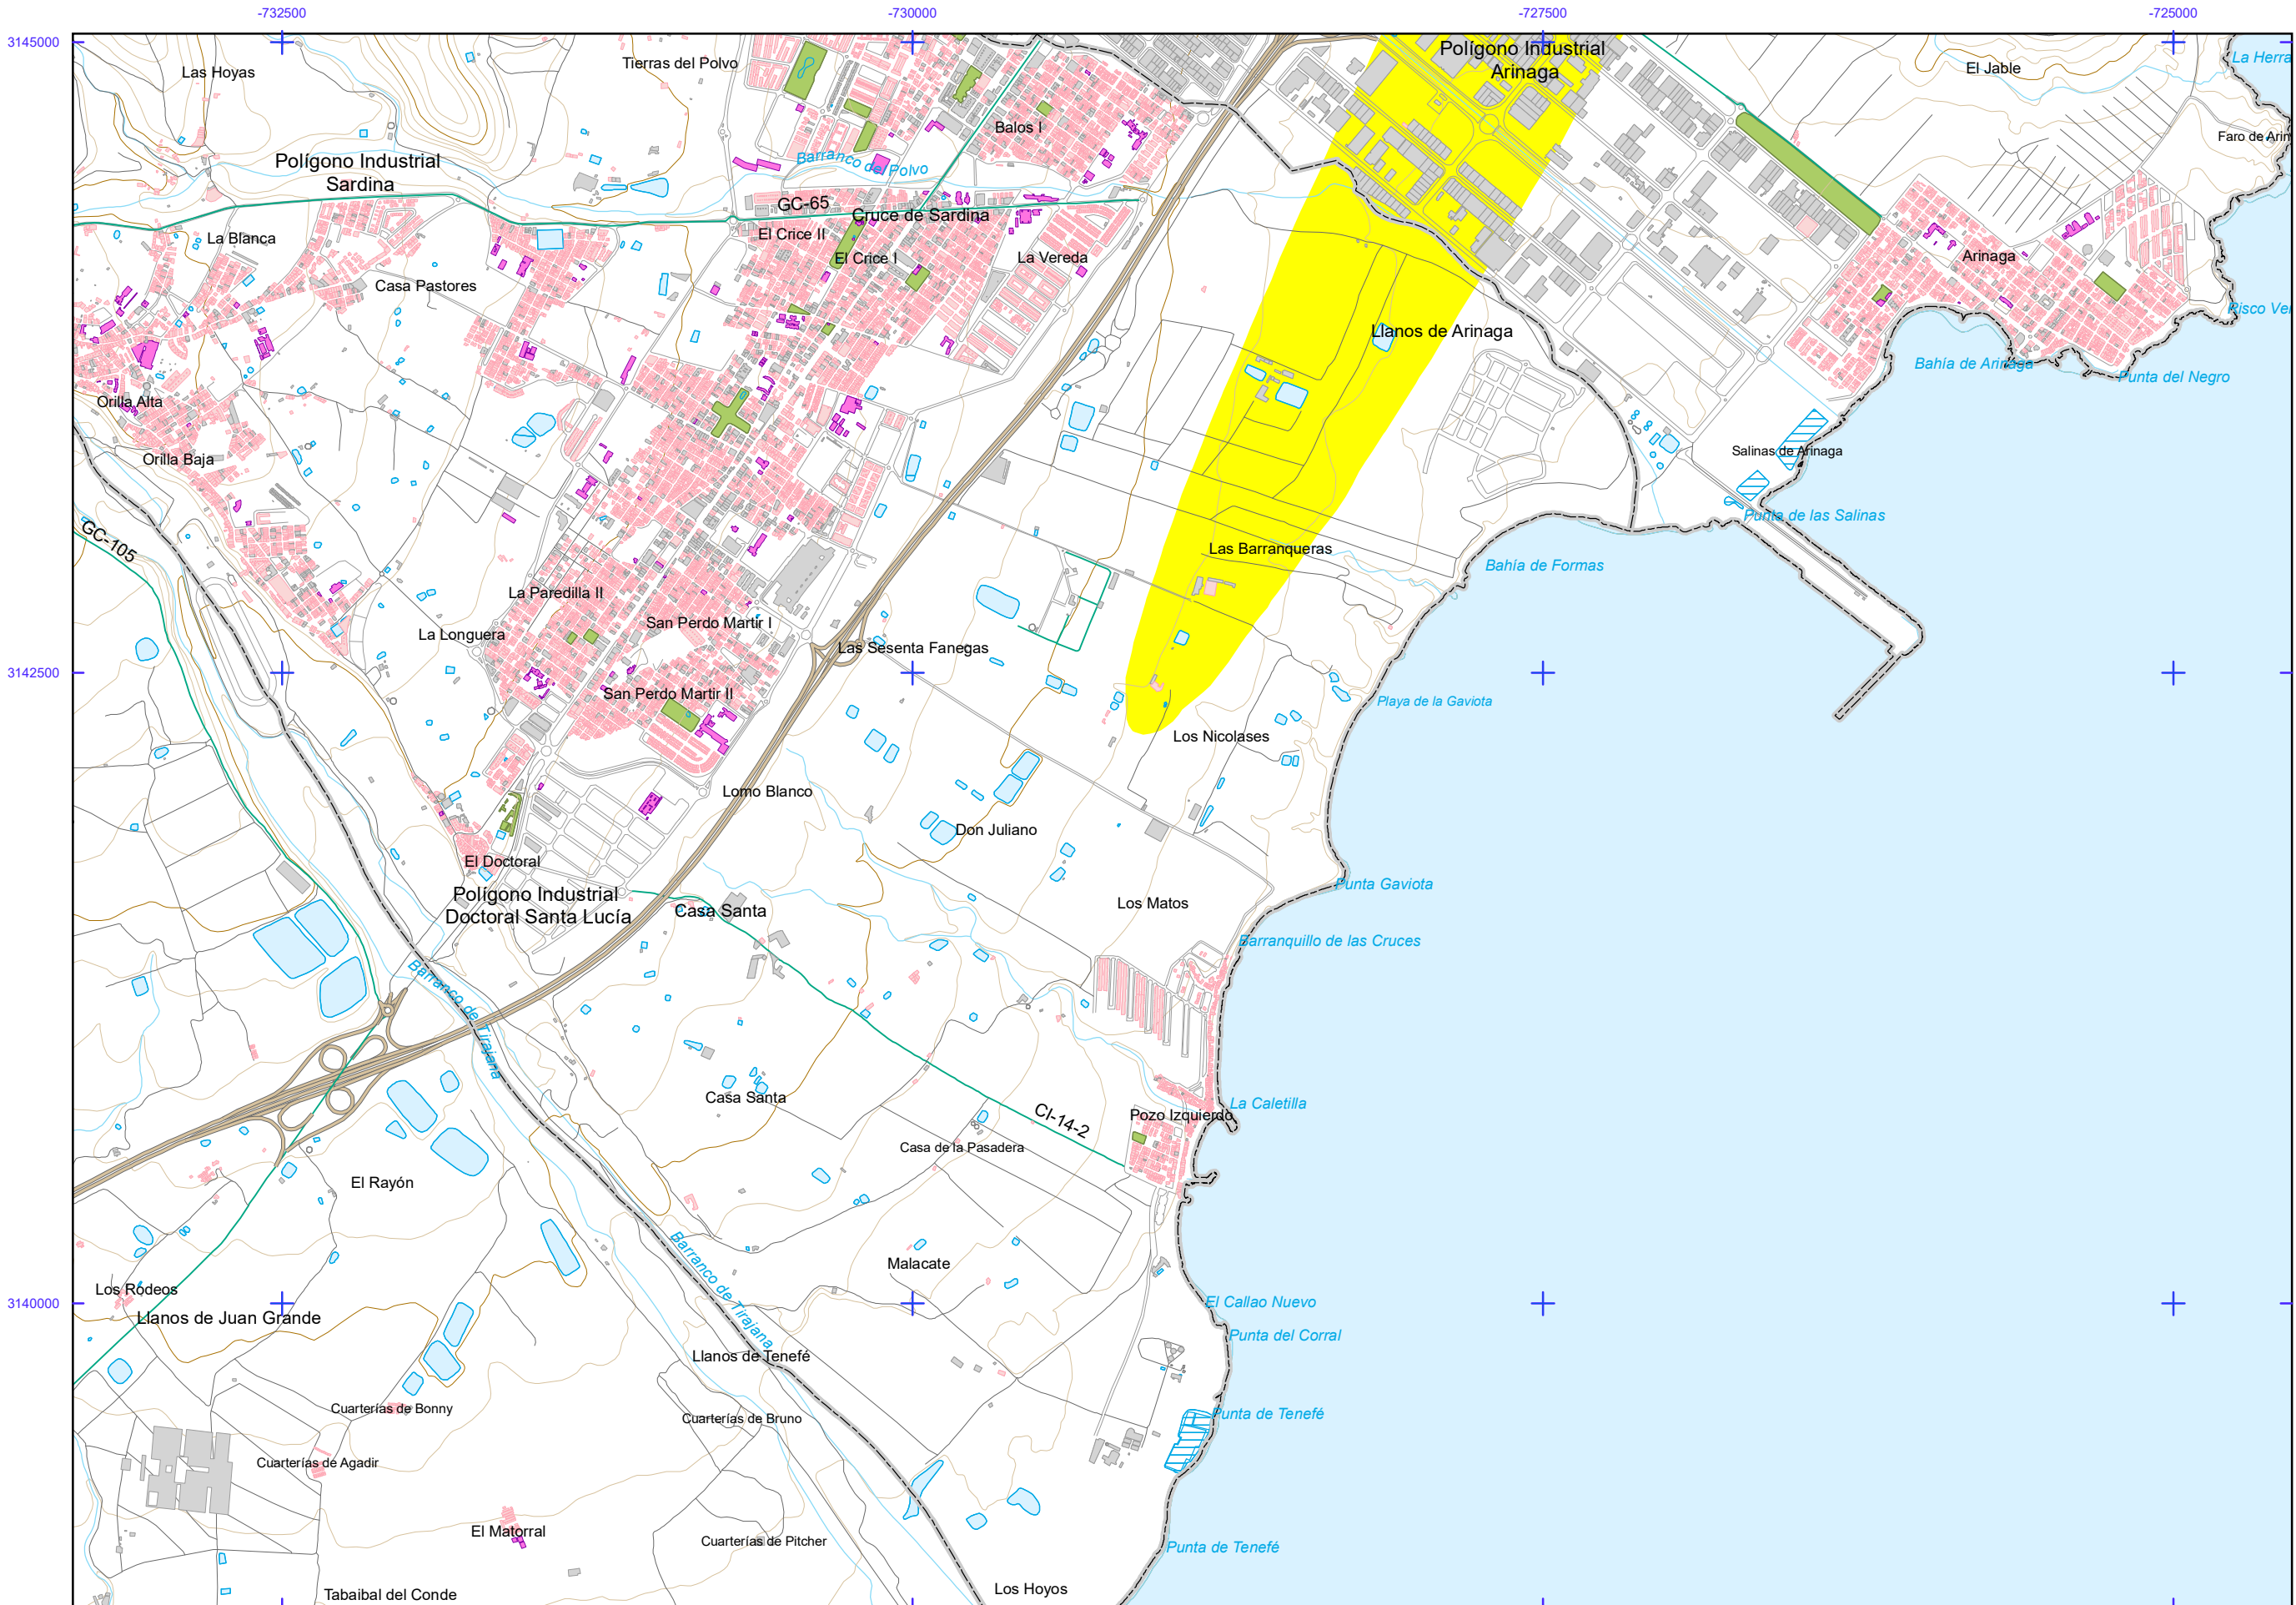 -732500
-730000
-727500
-725000
3145000
Las Hoyas
Tierras del Polvo
Polígono Industrial
Arinaga
El Jable
La Herra
Balos I
Faro de Arin
Polígono Industrial
Sardina
Barranco del Polvo
GC-65
Cruce de Sardina
La Blanca
El Crice II
El Crice I
La Vereda
Arinaga
Casa Pastores
Risco Ver
Llanos de Arinaga
Bahía de Arinaga
Punta del Negro
Orilla Alta
Orilla Baja
Salinas de Arinaga
Punta de las Salinas
GC-105
Las Barranqueras
Bahía de Formas
La Paredilla II
San Perdo Martir I
La Longuera
Las Sesenta Fanegas
3142500
San Perdo Martir II
Playa de la Gaviota
Los Nicolases
Lomo Blanco
Don Juliano
El Doctoral
Polígono Industrial
Doctoral Santa Lucía
Casa Santa
Punta Gaviota
Los Matos
Barranquillo de las Cruces
Barranco de Tirajana
Casa Santa
CI-14-2
La Caletilla
Pozo Izquierdo
Casa de la Pasadera
El Rayón
Barranco de Tirajana
Malacate
Los Rodeos
3140000
El Callao Nuevo
Llanos de Juan Grande
Punta del Corral
Llanos de Tenefé
Cuarterías de Bonny
Cuarterías de Bruno
Punta de Tenefé
Cuarterías de Agadir
El Matorral
Cuarterías de Pitcher
Punta de Tenefé
Los Hoyos
Tabaibal del Conde